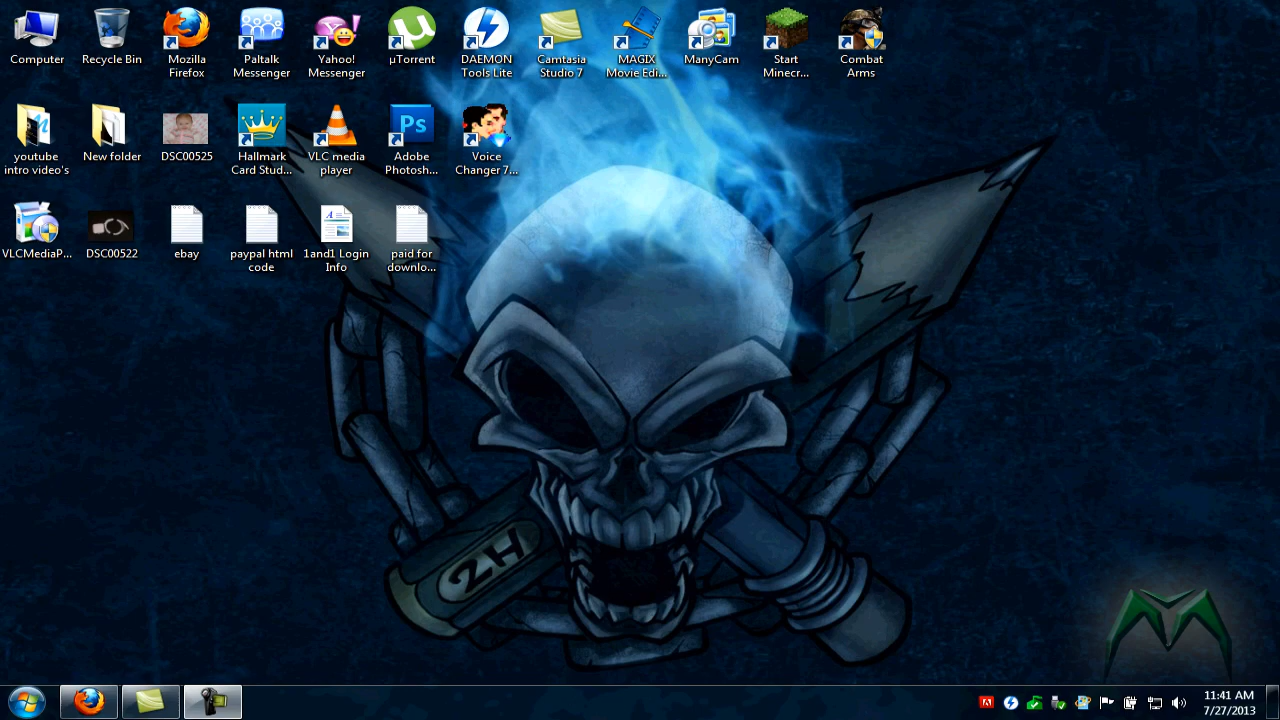 Computer
Recycle Bin
Mozilla
Firefox
Paltalk
Messenger
Yahoo!
Messenger
µTorrent
DAEMON
Tools Lite
Camtasia
Studio 7
MAGIX
Movie Edi...
ManyCam
Start
Minecr...
Combat
Arms
youtube
intro video's
New folder
DSC00525
Hallmark
Card Stud...
VLC media
player
Ps
Adobe
Photosh...
Voice
Changer 7...
VLCMediaP...
DSC00522
ebay
paypal html
code
1and1 Login
Info
paid for
downlo...
2H
11:41 AM
7/27/2013